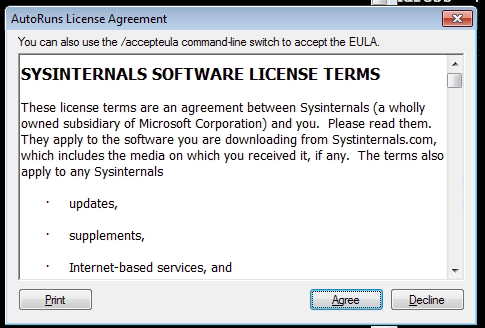 AutoRuns License Agreement
You can also use the /accepteula command-line switch to accept the EULA.
SYSINTERNALS SOFTWARE LICENSE TERMS
These license terms are an agreement between Sysinternals (a wholly
owned subsidiary of Microsoft Corporation) and you.  Please read them.
They apply to the software you are downloading from Systinternals.com,
which includes the media on which you received it, if any.  The terms also
apply to any Sysinternals
· updates,
· supplements,
· Internet-based services, and
Print Agree Decline